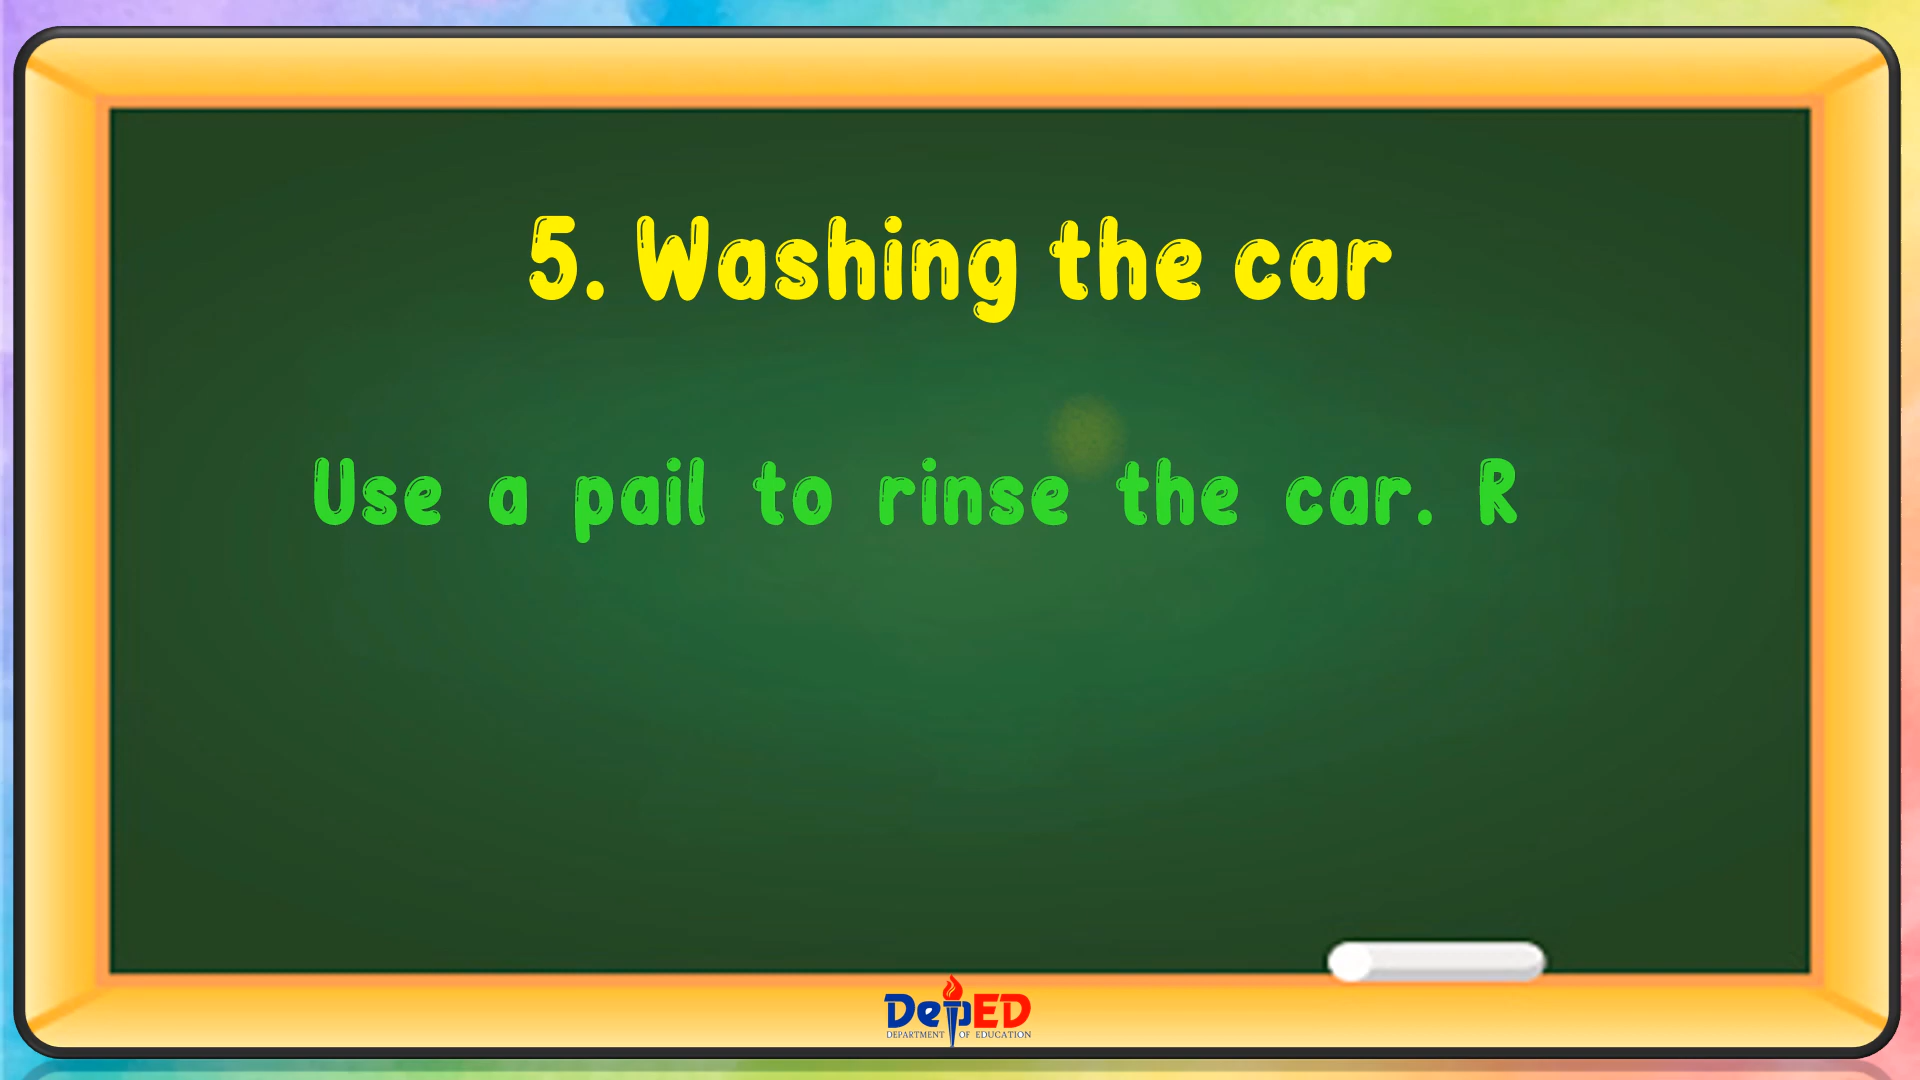 5. Washing the car
Use a pail to rinse the car. R
DepED
DEPARTMENT OF EDUCATION